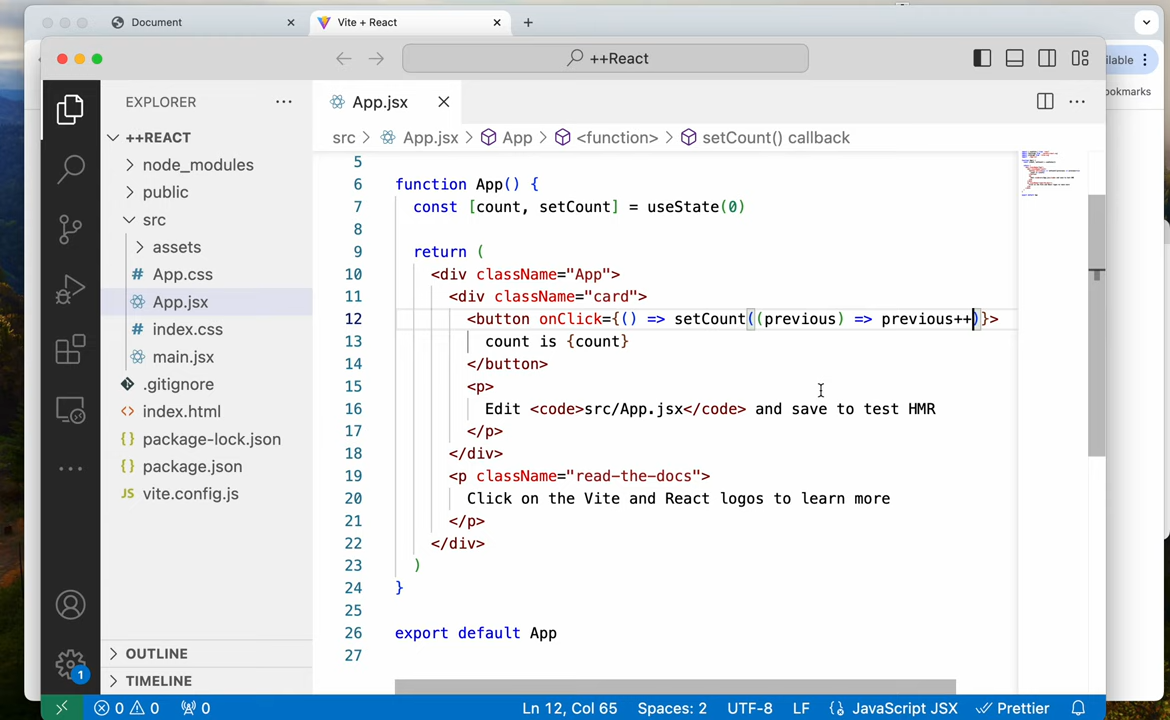 Document
Vite + React
++React
ilable
ookmarks
EXPLORER
++REACT
node_modules
public
src
assets
# App.css
App.jsx
# index.css
main.jsx
.gitignore
<> index.html
{} package-lock.json
{} package.json
JS vite.config.js
OUTLINE
TIMELINE
1
App.jsx
src > App.jsx > App > <function> > setCount() callback
5
6 function App() {
7 const [count, setCount] = useState(0)
8
9 return (
10 <div className="App">
11 <div className="card">
12 <button onClick={() => setCount((previous) => previous++)}>
13 count is {count}
14 </button>
15 <p>
16 Edit <code>src/App.jsx</code> and save to test HMR
17 </p>
18 </div>
19 <p className="read-the-docs">
20 Click on the Vite and React logos to learn more
21 </p>
22 </div>
23 )
24 }
25
26 export default App
27
0 0 0 Ln 12, Col 65 Spaces: 2 UTF-8 LF {} JavaScript JSX Prettier